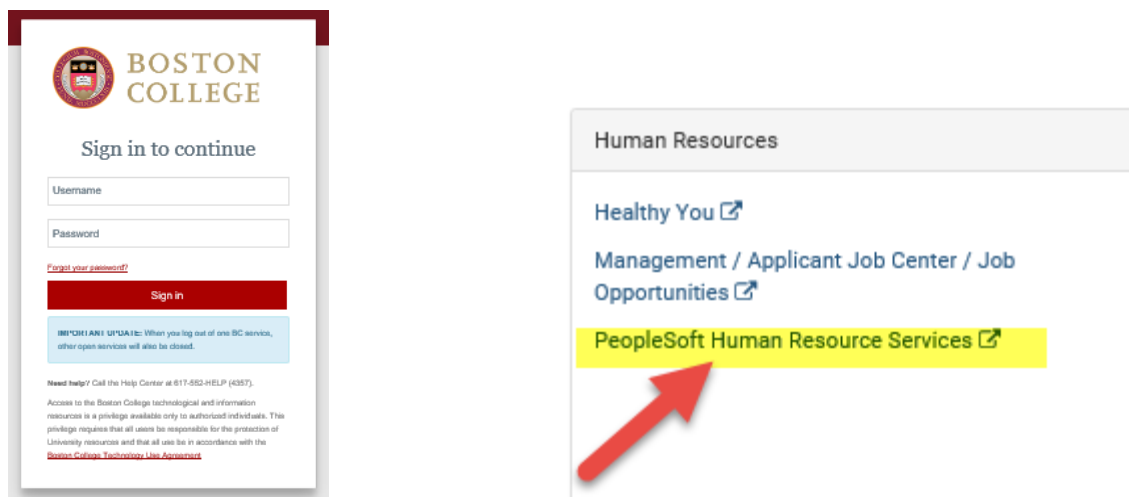 BOSTON
COLLEGE
Sign in to continue
Username
Password
Forgot your password?
Sign in
IMPORTANT UPDATE: When you log out of one BC service,
other open services will also be closed.
Need help? Call the Help Center at 617-552-HELP (4357).
Access to the Boston College technological and information
resources is a privilege available only to authorized individuals. This
privilege requires that all users be responsible for the protection of
University resources and that all use be in accordance with the
Boston College Technology Use Agreement
Human Resources
Healthy You
Management / Applicant Job Center / Job
Opportunities
PeopleSoft Human Resource Services